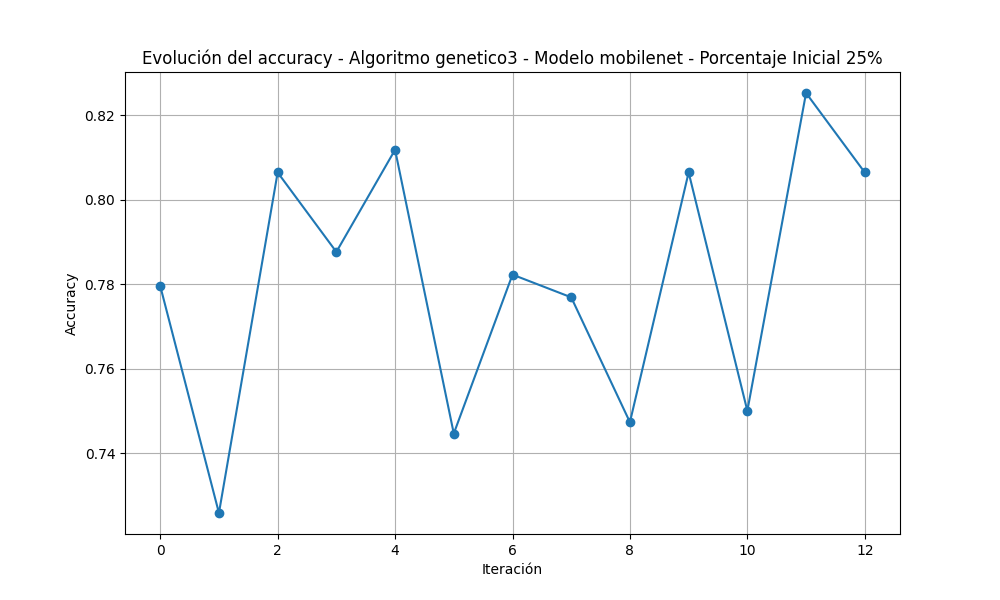 Evolución del accuracy - Algoritmo genetico3 - Modelo mobilenet - Porcentaje Inicial 25%
0.82
0.80
0.78
0.76
0.74
Accuracy
0 2 4 6 8 10 12
Iteración